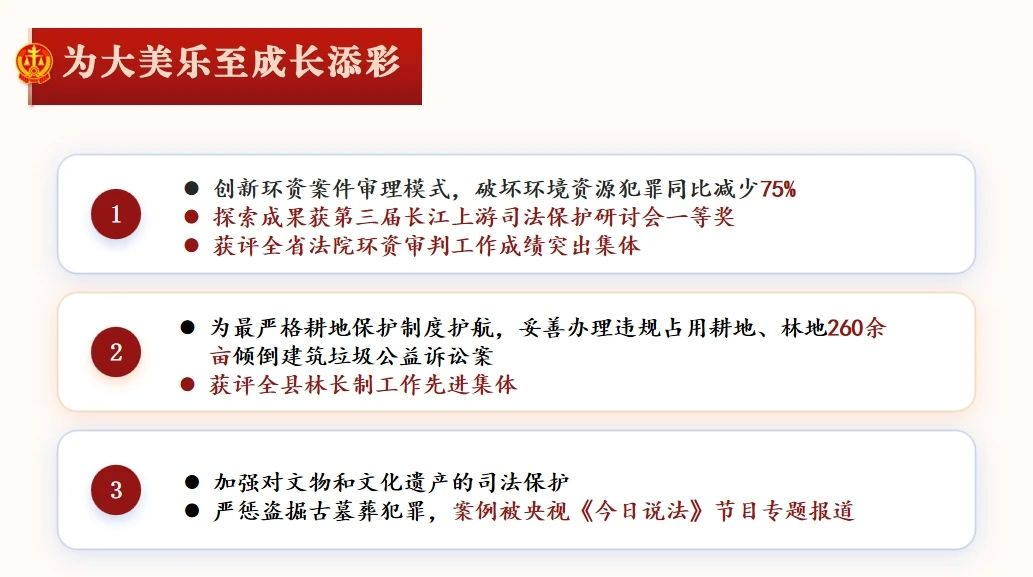 为大美乐至成长添彩
1
● 创新环资案件审理模式，破坏环境资源犯罪同比减少75%
● 探索成果获第三届长江上游司法保护研讨会一等奖
● 获评全省法院环资审判工作成绩突出集体
2
● 为最严格耕地保护制度护航，妥善办理违规占用耕地、林地260余
亩倾倒建筑垃圾公益诉讼案
● 获评全县林长制工作先进集体
3
● 加强对文物和文化遗产的司法保护
● 严惩盗掘古墓葬犯罪，案例被央视《今日说法》节目专题报道